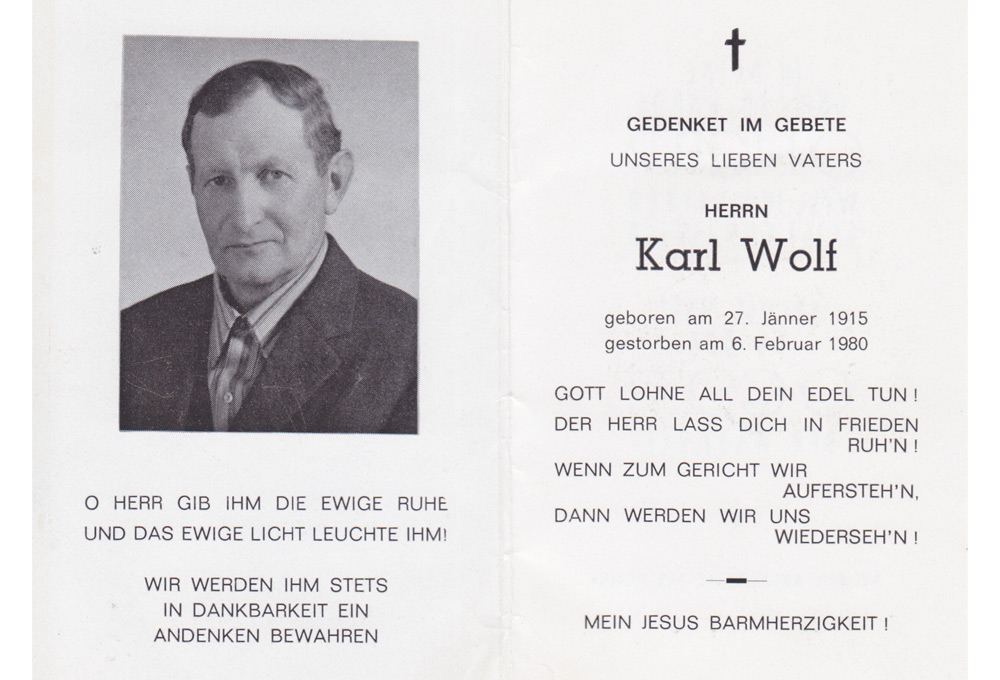 O HERR GIB IHM DIE EWIGE RUHE
UND DAS EWIGE LICHT LEUCHTE IHM!
WIR WERDEN IHM STETS
IN DANKBARKEIT EIN
ANDENKEN BEWAHREN
GEDENKET IM GEBETE
UNSERES LIEBEN VATERS
HERRN
Karl Wolf
geboren am 27. Jänner 1915
gestorben am 6. Februar 1980
GOTT LOHNE ALL DEIN EDEL TUN!
DER HERR LASS DICH IN FRIEDEN
RUH'N!
WENN ZUM GERICHT WIR
AUFERSTEH'N,
DANN WERDEN WIR UNS
WIEDERSEH'N!
MEIN JESUS BARMHERZIGKEIT!